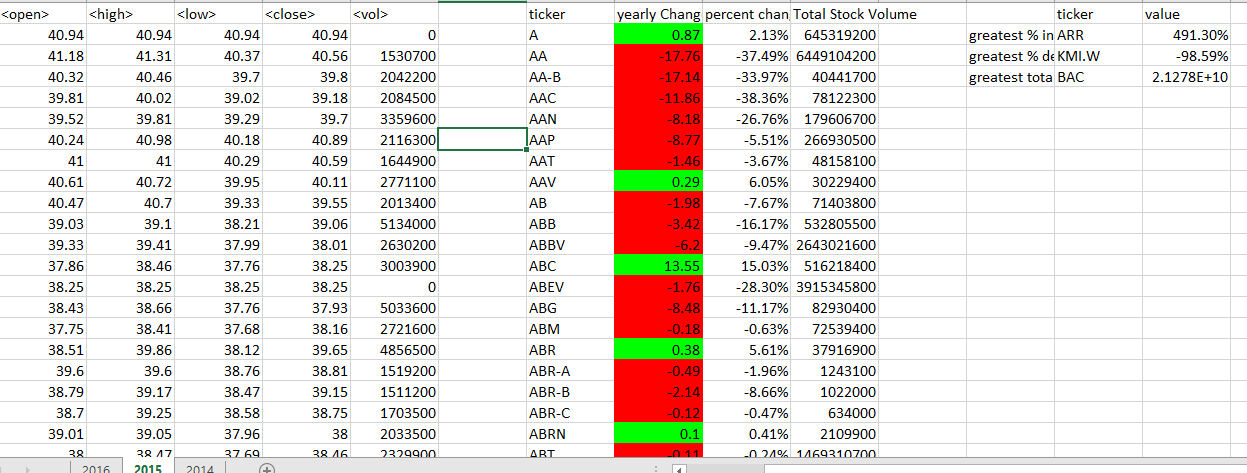 <open> <high> <low> <close> <vol> ticker yearly Chang percent chan Total Stock Volume ticker value
40.94 40.94 40.94 40.94 0 A 0.87 2.13% 645319200 greatest % in ARR 491.30%
41.18 41.31 40.37 40.56 1530700 AA -17.76 -37.49% 6449104200 greatest % de KMI.W -98.59%
40.32 40.46 39.7 39.8 2042200 AA-B -17.14 -33.97% 40441700 greatest tota BAC 2.1278E+10
39.81 40.02 39.02 39.18 2084500 AAC -11.86 -38.36% 78122300
39.52 39.81 39.29 39.7 3359600 AAN -8.18 -26.76% 179606700
40.24 40.98 40.18 40.89 2116300 AAP -8.77 -5.51% 266930500
41 41 40.29 40.59 1644900 AAT -1.46 -3.67% 48158100
40.61 40.72 39.95 40.11 2771100 AAV 0.29 6.05% 30229400
40.47 40.7 39.33 39.55 2013400 AB -1.98 -7.67% 71403800
39.03 39.1 38.21 39.06 5134000 ABB -3.42 -16.17% 532805500
39.33 39.41 37.99 38.01 2630200 ABBV -6.2 -9.47% 2643021600
37.86 38.46 37.76 38.25 3003900 ABC 13.55 15.03% 516218400
38.25 38.25 38.25 38.25 0 ABEV -1.76 -28.30% 3915345800
38.43 38.66 37.76 37.93 5033600 ABG -8.48 -11.17% 82930400
37.75 38.41 37.68 38.16 2721600 ABM -0.18 -0.63% 72539400
38.51 39.86 38.12 39.65 4856500 ABR 0.38 5.61% 37916900
39.6 39.6 38.76 38.81 1519200 ABR-A -0.49 -1.96% 1243100
38.79 39.17 38.47 39.15 1511200 ABR-B -2.14 -8.66% 1022000
38.7 39.25 38.58 38.75 1703500 ABR-C -0.12 -0.47% 634000
39.01 39.05 37.96 38 2033500 ABRN 0.1 0.41% 2109900
38 38.47 37.69 38.46 2329900 ABT -0.11 -0.24% 1469310700
2016 2015 2014